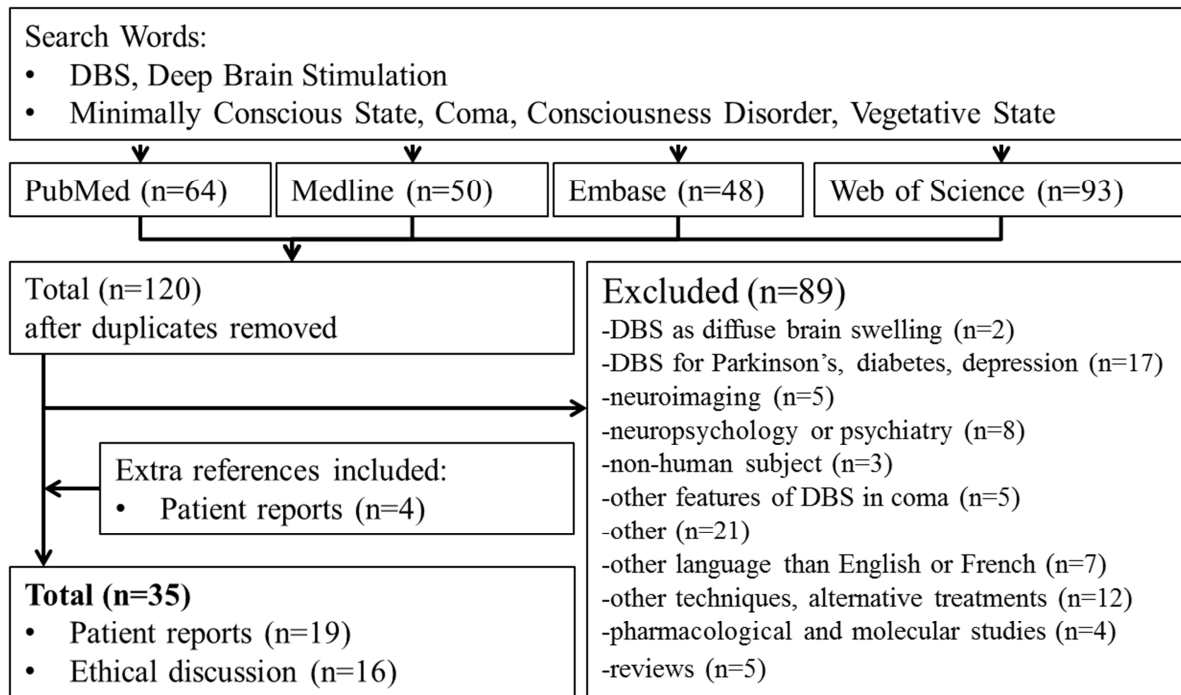 Search Words:
• DBS, Deep Brain Stimulation
• Minimally Conscious State, Coma, Consciousness Disorder, Vegetative State
PubMed (n=64)
Medline (n=50)
Embase (n=48)
Web of Science (n=93)
Total (n=120)
after duplicates removed
Excluded (n=89)
-DBS as diffuse brain swelling (n=2)
-DBS for Parkinson’s, diabetes, depression (n=17)
-neuroimaging (n=5)
-neuropsychology or psychiatry (n=8)
-non-human subject (n=3)
-other features of DBS in coma (n=5)
-other (n=21)
-other language than English or French (n=7)
-other techniques, alternative treatments (n=12)
-pharmacological and molecular studies (n=4)
-reviews (n=5)
Extra references included:
• Patient reports (n=4)
Total (n=35)
• Patient reports (n=19)
• Ethical discussion (n=16)